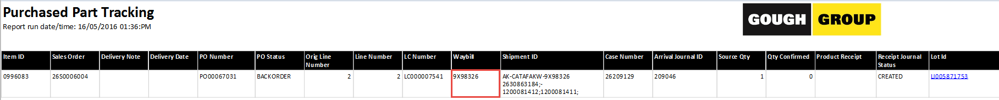 Purchased Part Tracking
Report run date/time: 16/05/2016 01:36:PM
GOUGH GROUP
Item ID Sales Order Delivery Note Delivery Date PO Number PO Status Orig Line Number Line Number LC Number Waybill Shipment ID Case Number Arrival Journal ID Source Qty Qty Confirmed Product Receipt Receipt Journal Status Lot Id
0996083 26S0006004 PO00067031 BACKORDER 2 2 LC000007541 9X98326 AK-CATAFAKW-9X98326 26209129 209046 1 0 CREATED LI005871753
2630863184;-
1200081412;1200081411;